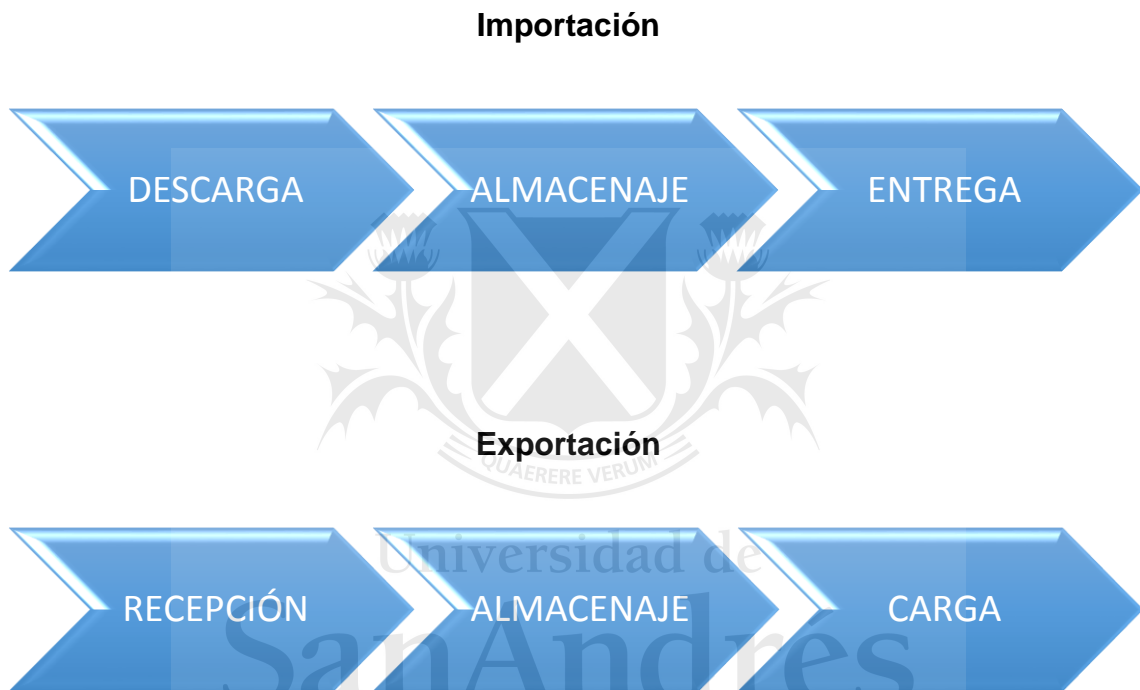 Importación
DESCARGA
ALMACENAJE
ENTREGA
Exportación
QUAERERE VERUM
Universidad de
RECEPCIÓN
ALMACENAJE
CARGA
SanAndrés